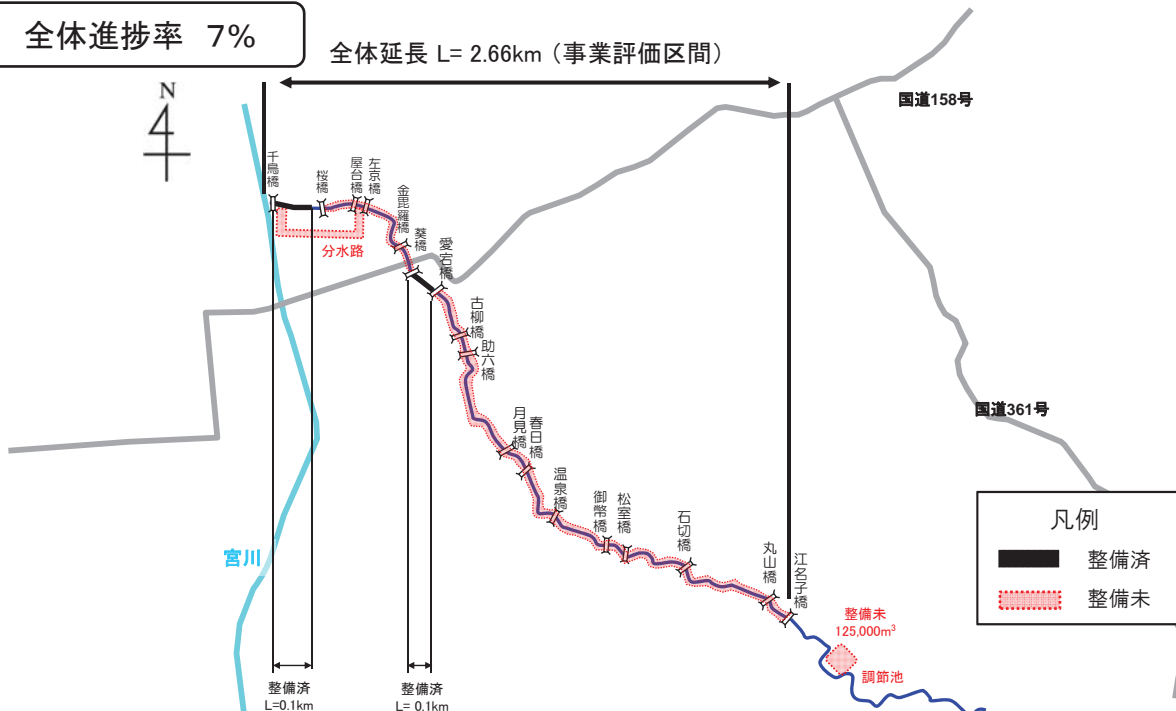 全体進捗率 7%
全体延長 L= 2.66km（事業評価区間）
国道158号
N
千鳥橋
桜橋
屋台橋
左京橋
金毘羅橋
葵橋
愛宕橋
分水路
古柳橋
助六橋
国道361号
月見橋
春日橋
温泉橋
御幣橋
松室橋
石切橋
丸山橋
江名子橋
宮川
凡例
整備済
整備未
整備未
125,000m³
調節池
整備済
L=0.1km
整備済
L= 0.1km